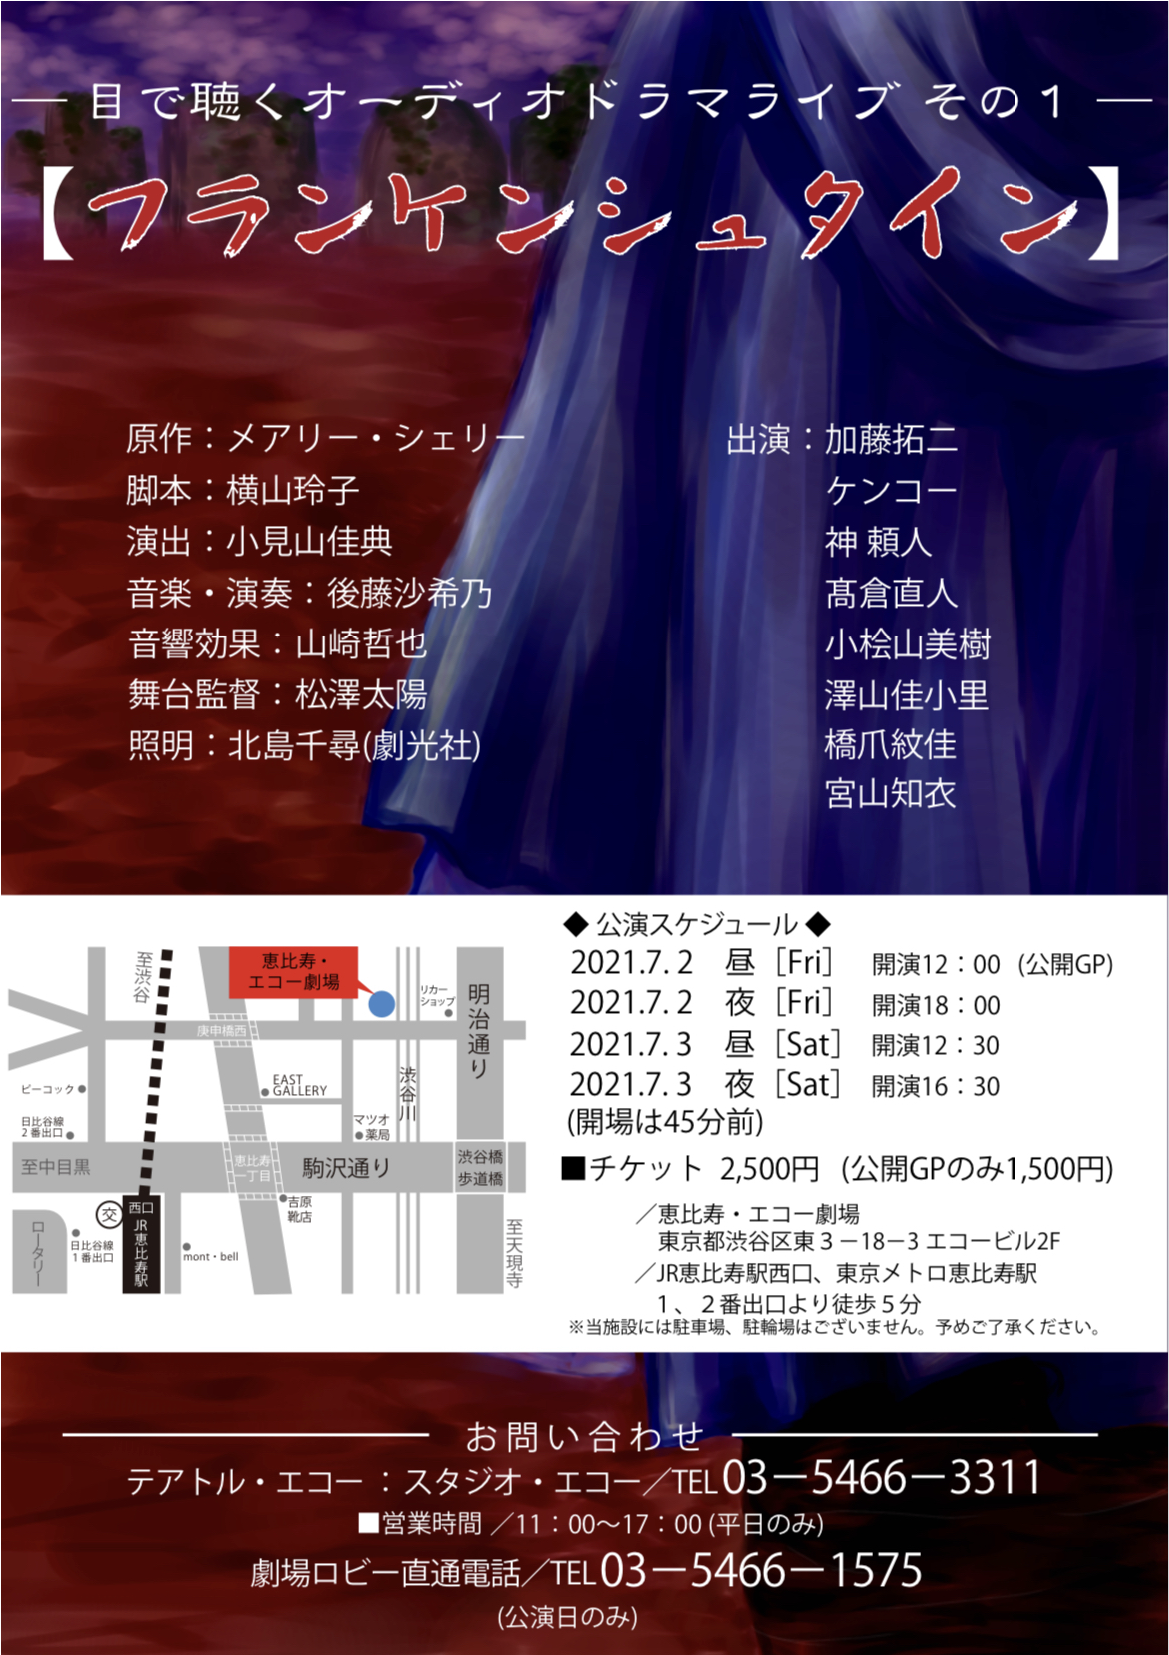 ― 目で聴くオーディオドラマライブ その１ ―
【フランケンシュタイン】
原作：メアリー・シェリー
脚本：横山玲子
演出：小見山佳典
音楽・演奏：後藤沙希乃
音響効果：山崎哲也
舞台監督：松澤太陽
照明：北島千尋(劇光社)
出演：加藤拓二
ケンコー
神 頼人
髙倉直人
小桧山美樹
澤山佳小里
橋爪紋佳
宮山知衣
至渋谷
恵比寿・
エコー劇場
リカー
ショップ
明治通り
庚申橋西
ピーコック
EAST
GALLERY
渋谷川
日比谷線
２番出口
マツオ
薬局
至中目黒
恵比寿
一丁目
駒沢通り
渋谷橋
歩道橋
ロータリー
交
西口
JR恵比寿駅
日比谷線
１番出口
吉原
靴店
mont・bell
至天現寺
◆ 公演スケジュール ◆
2021.7. 2 昼 ［Fri］ 開演12：00 (公開GP)
2021.7. 2 夜 ［Fri］ 開演18：00
2021.7. 3 昼 ［Sat］ 開演12：30
2021.7. 3 夜 ［Sat］ 開演16：30
(開場は45分前)
■チケット 2,500円 (公開GPのみ1,500円)
／恵比寿・エコー劇場
東京都渋谷区東３－18－3 エコービル2F
／JR恵比寿駅西口、東京メトロ恵比寿駅
１、２番出口より徒歩５分
※当施設には駐車場、駐輪場はございません。予めご了承ください。
お問い合わせ
テアトル・エコー：スタジオ・エコー／TEL 03－5466－3311
■営業時間 ／11：00～17：00 (平日のみ)
劇場ロビー直通電話／TEL 03－5466－1575
(公演日のみ)